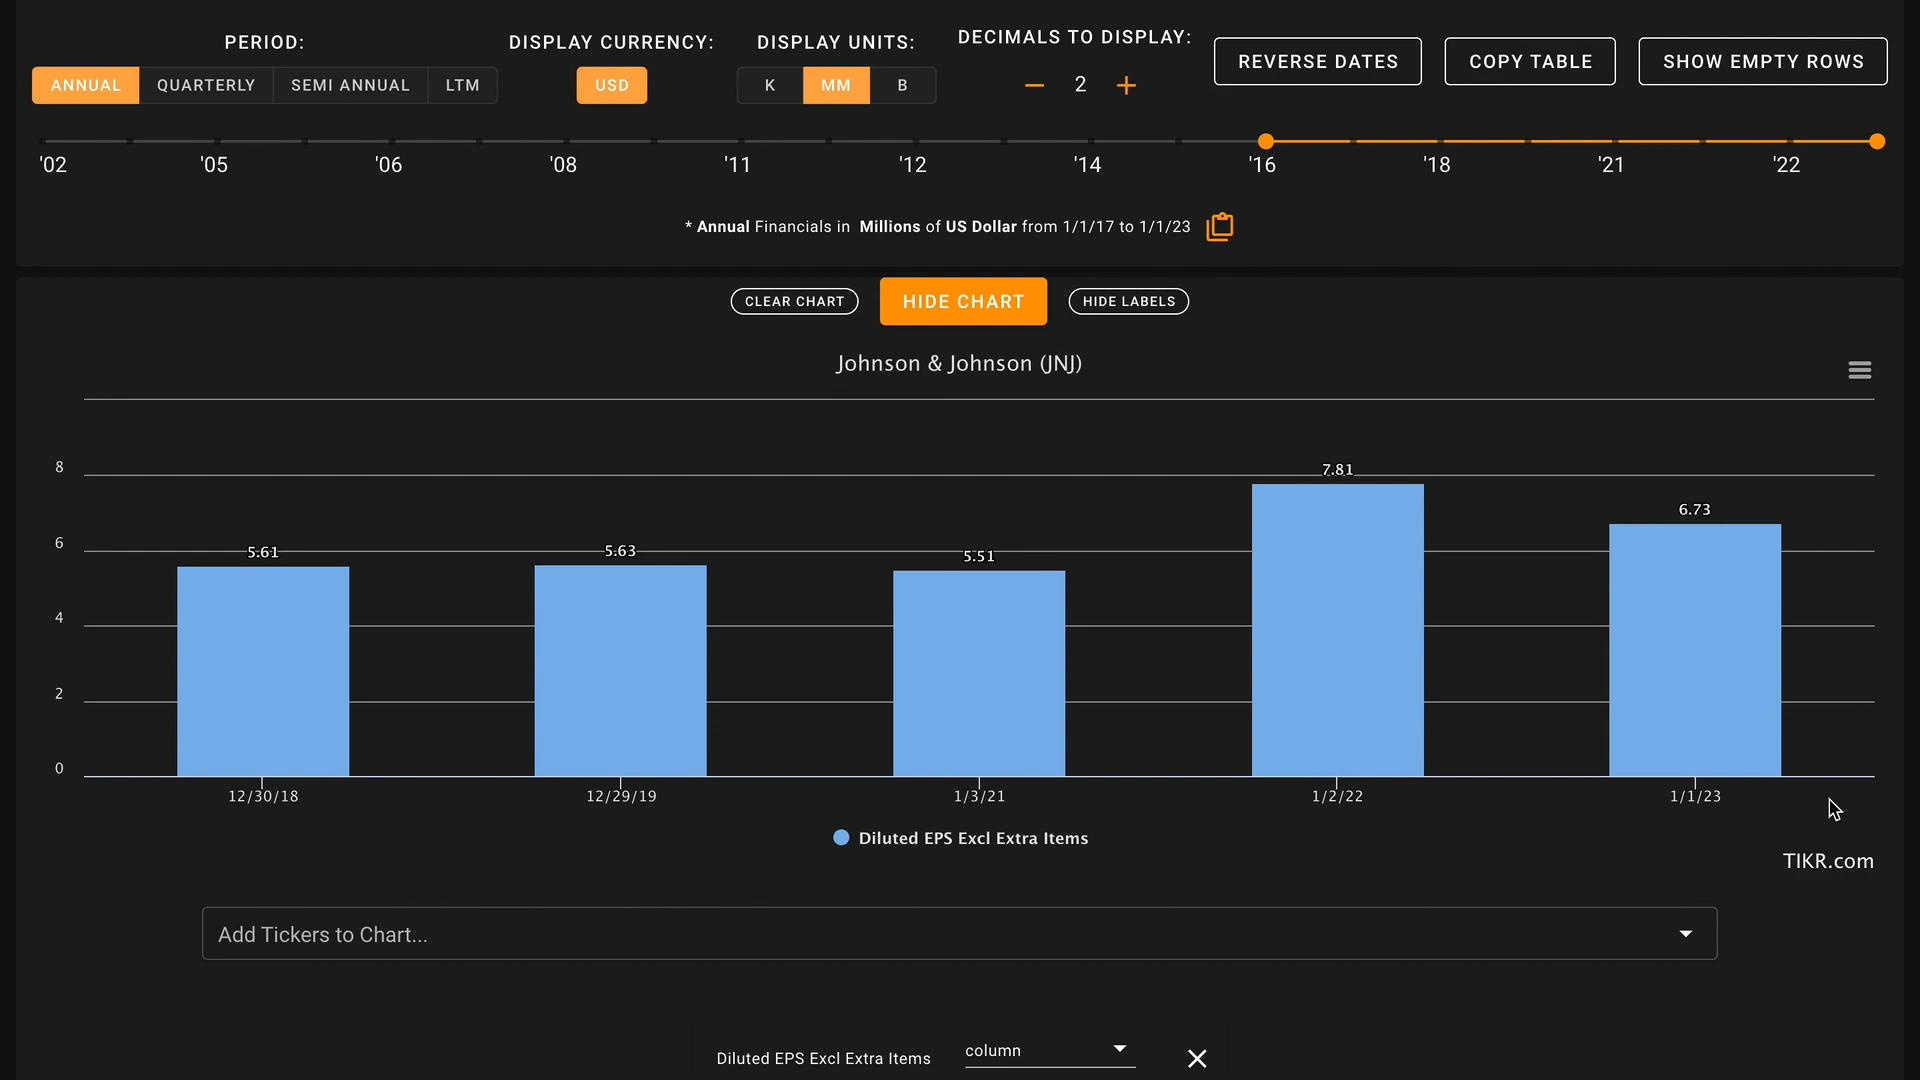 PERIOD:
DISPLAY CURRENCY:
DISPLAY UNITS:
DECIMALS TO DISPLAY:
ANNUAL QUARTERLY SEMI ANNUAL LTM
USD
K MM B
2
REVERSE DATES
COPY TABLE
SHOW EMPTY ROWS
'02 '05 '06 '08 '11 '12 '14 '16 '18 '21 '22
* Annual Financials in Millions of US Dollar from 1/1/17 to 1/1/23
CLEAR CHART
HIDE CHART
HIDE LABELS
Johnson & Johnson (JNJ)
8
6
4
2
0
5.61
5.63
5.51
7.81
6.73
12/30/18
12/29/19
1/3/21
1/2/22
1/1/23
Diluted EPS Excl Extra Items
TIKR.com
Add Tickers to Chart...
Diluted EPS Excl Extra Items
column